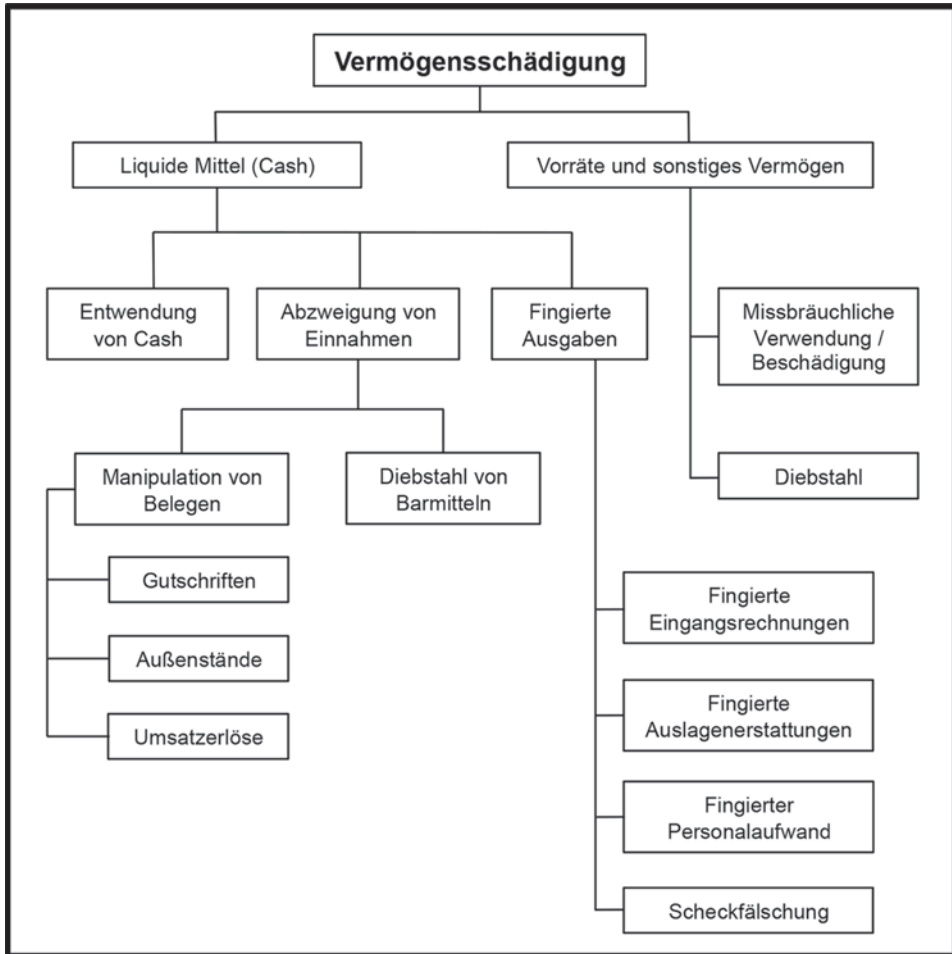 Vermögensschädigung
Liquide Mittel (Cash)
Vorräte und sonstiges Vermögen
Entwendung
von Cash
Abzweigung von
Einnahmen
Fingierte
Ausgaben
Missbräuchliche
Verwendung /
Beschädigung
Manipulation von
Belegen
Diebstahl von
Barmitteln
Diebstahl
Gutschriften
Außenstände
Umsatzerlöse
Fingierte
Eingangsrechnungen
Fingierte
Auslagenerstattungen
Fingierter
Personalaufwand
Scheckfälschung